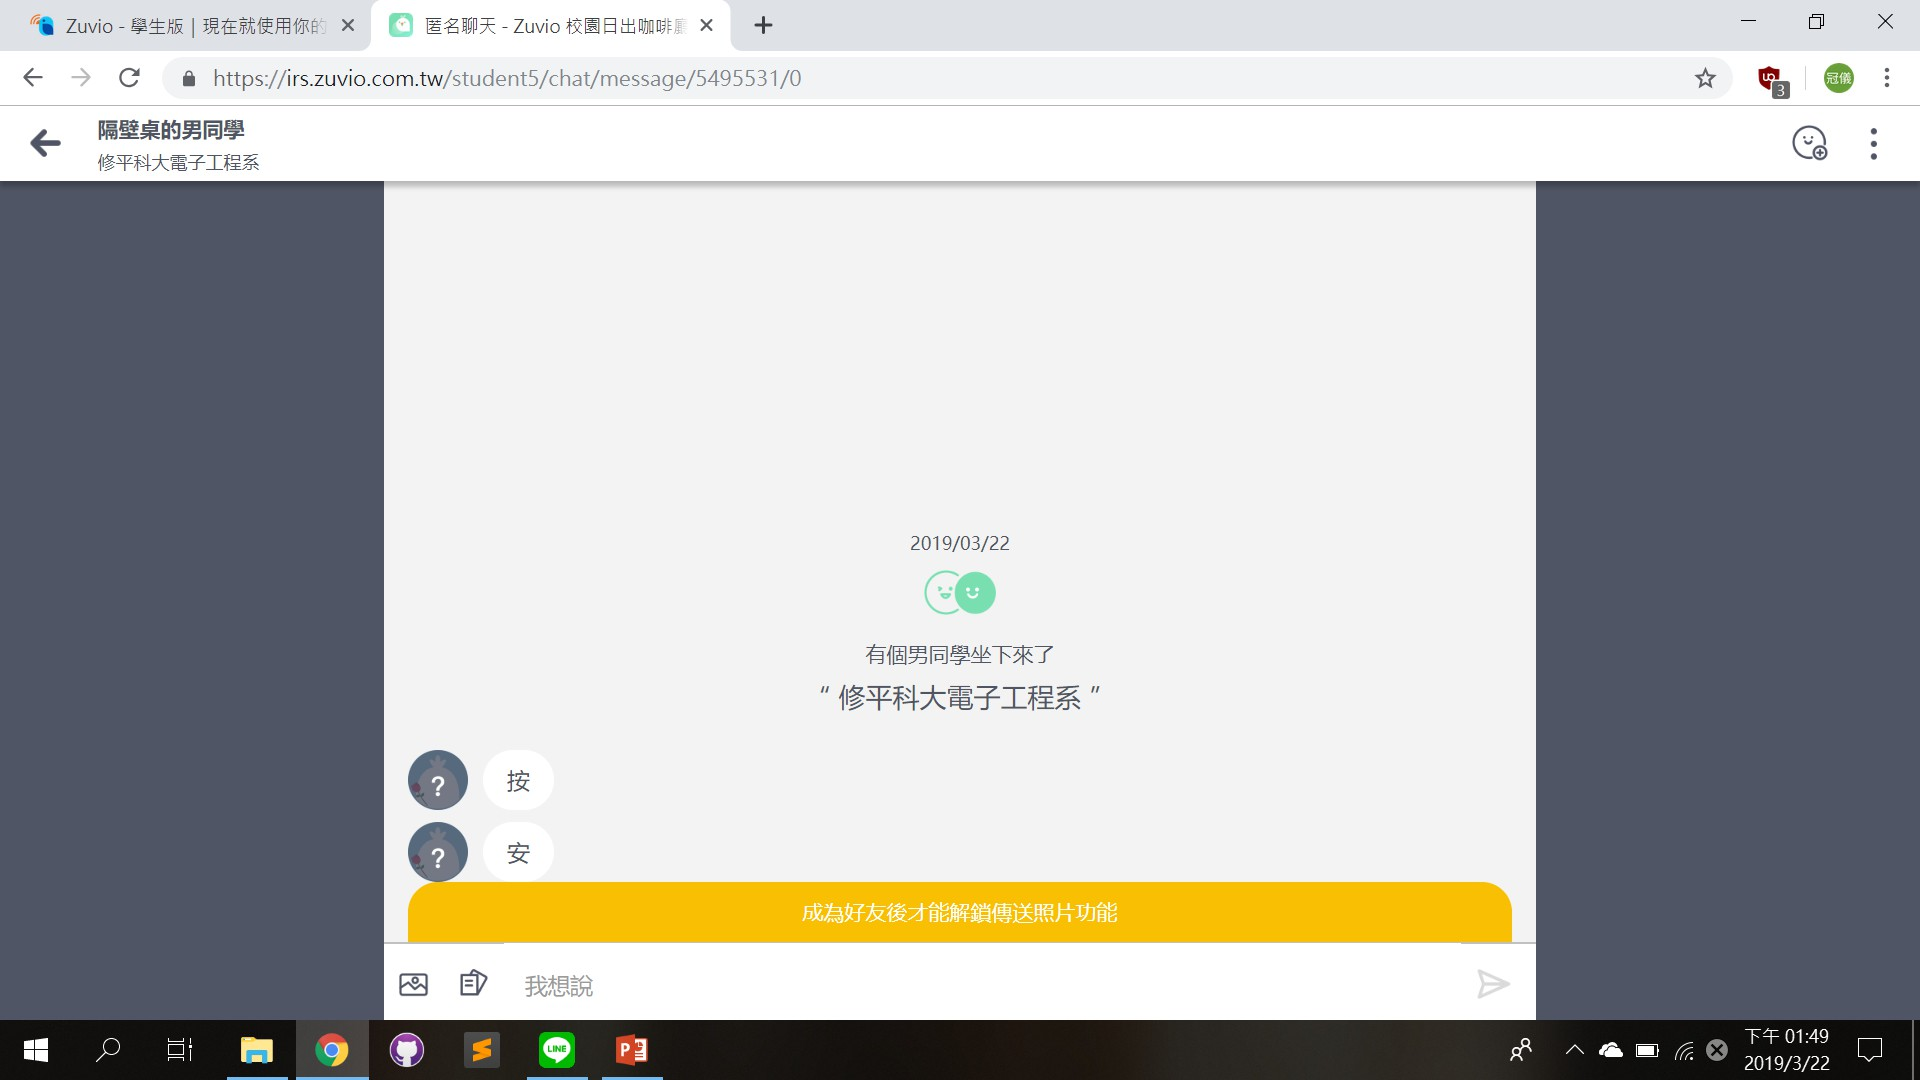 Zuvio - 學生版 | 現在就使用你的
匿名聊天 - Zuvio 校園日出咖啡廳
https://irs.zuvio.com.tw/student5/chat/message/5495531/0
3
冠儀
隔壁桌的男同學
修平科大電子工程系
2019/03/22
有個男同學坐下來了
“ 修平科大電子工程系 ”
?
按
?
安
成為好友後才能解鎖傳送照片功能
我想說
LINE
下午 01:49
2019/3/22